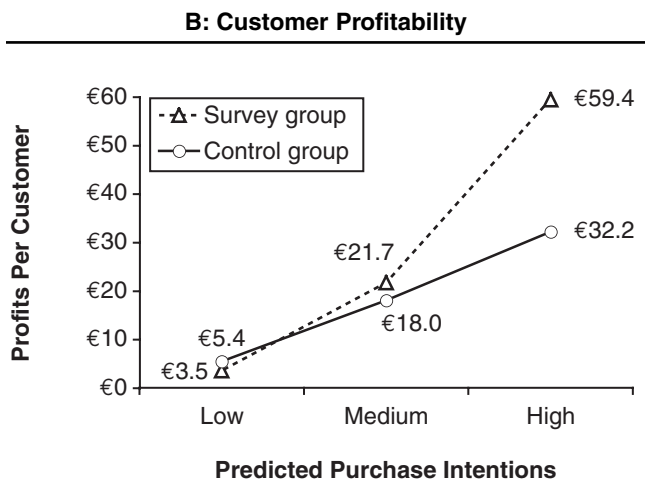 B: Customer Profitability
Profits Per Customer
€60
€50
€40
€30
€20
€10
€0
Survey group
Control group
€59.4
€32.2
€21.7
€18.0
€5.4
€3.5
Low Medium High
Predicted Purchase Intentions